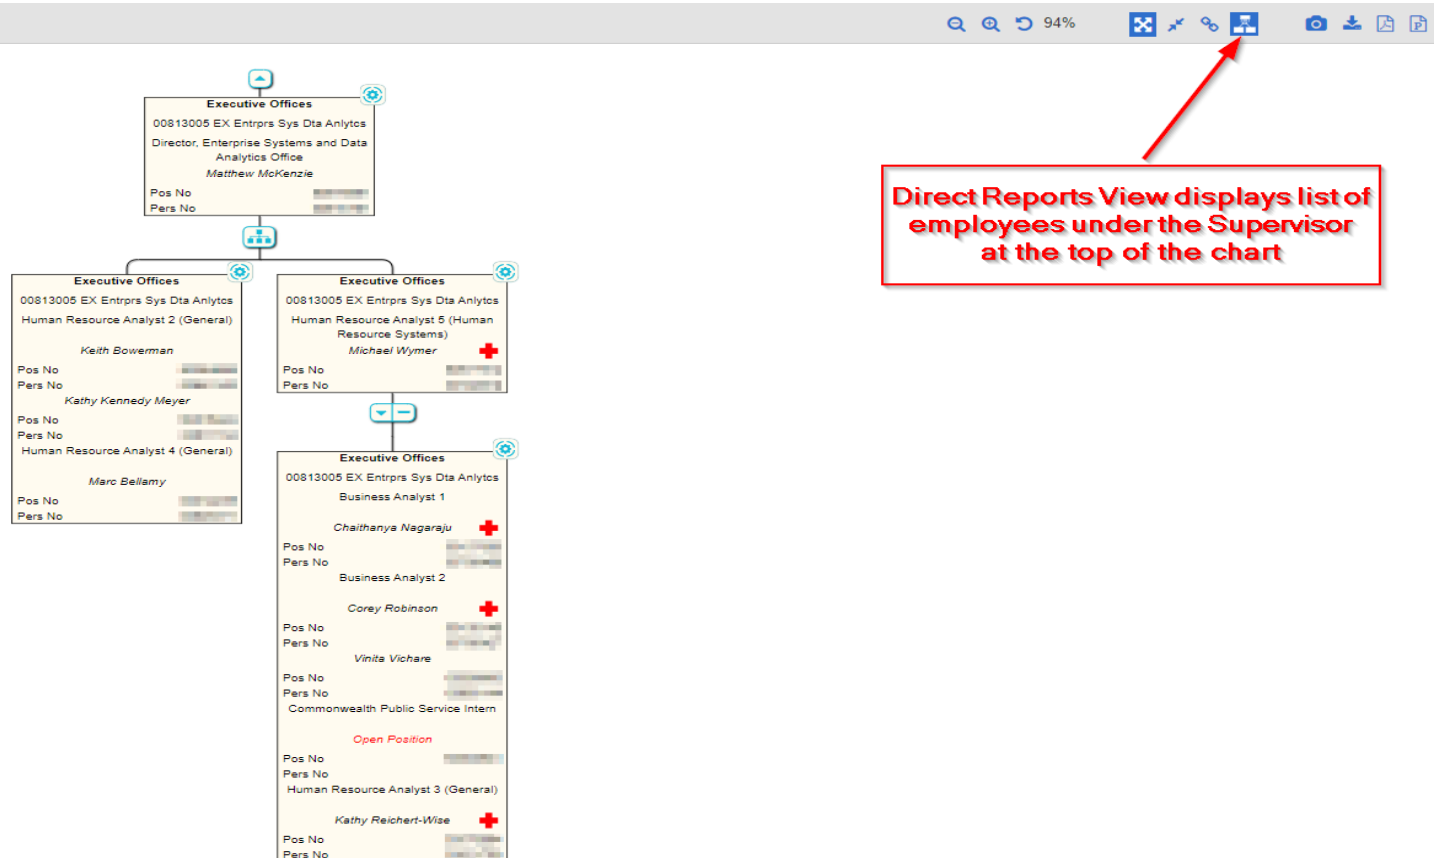 94%
Executive Offices
00813005 EX Entrprs Sys Dta Anlytcs
Director, Enterprise Systems and Data
Analytics Office
Matthew McKenzie
Pos No
Pers No
Direct Reports View displays list of
employees under the Supervisor
at the top of the chart
Executive Offices
00813005 EX Entrprs Sys Dta Anlytcs
Human Resource Analyst 2 (General)
Keith Bowerman
Pos No
Pers No
Kathy Kennedy Meyer
Pos No
Pers No
Human Resource Analyst 4 (General)
Marc Bellamy
Pos No
Pers No
Executive Offices
00813005 EX Entrprs Sys Dta Anlytcs
Human Resource Analyst 5 (Human
Resource Systems)
Michael Wymer
Pos No
Pers No
Executive Offices
00813005 EX Entrprs Sys Dta Anlytcs
Business Analyst 1
Chaithanya Nagaraju
Pos No
Pers No
Business Analyst 2
Corey Robinson
Pos No
Pers No
Vinita Vichare
Pos No
Pers No
Commonwealth Public Service Intern
Open Position
Pos No
Pers No
Human Resource Analyst 3 (General)
Kathy Reichert-Wise
Pos No
Pers No